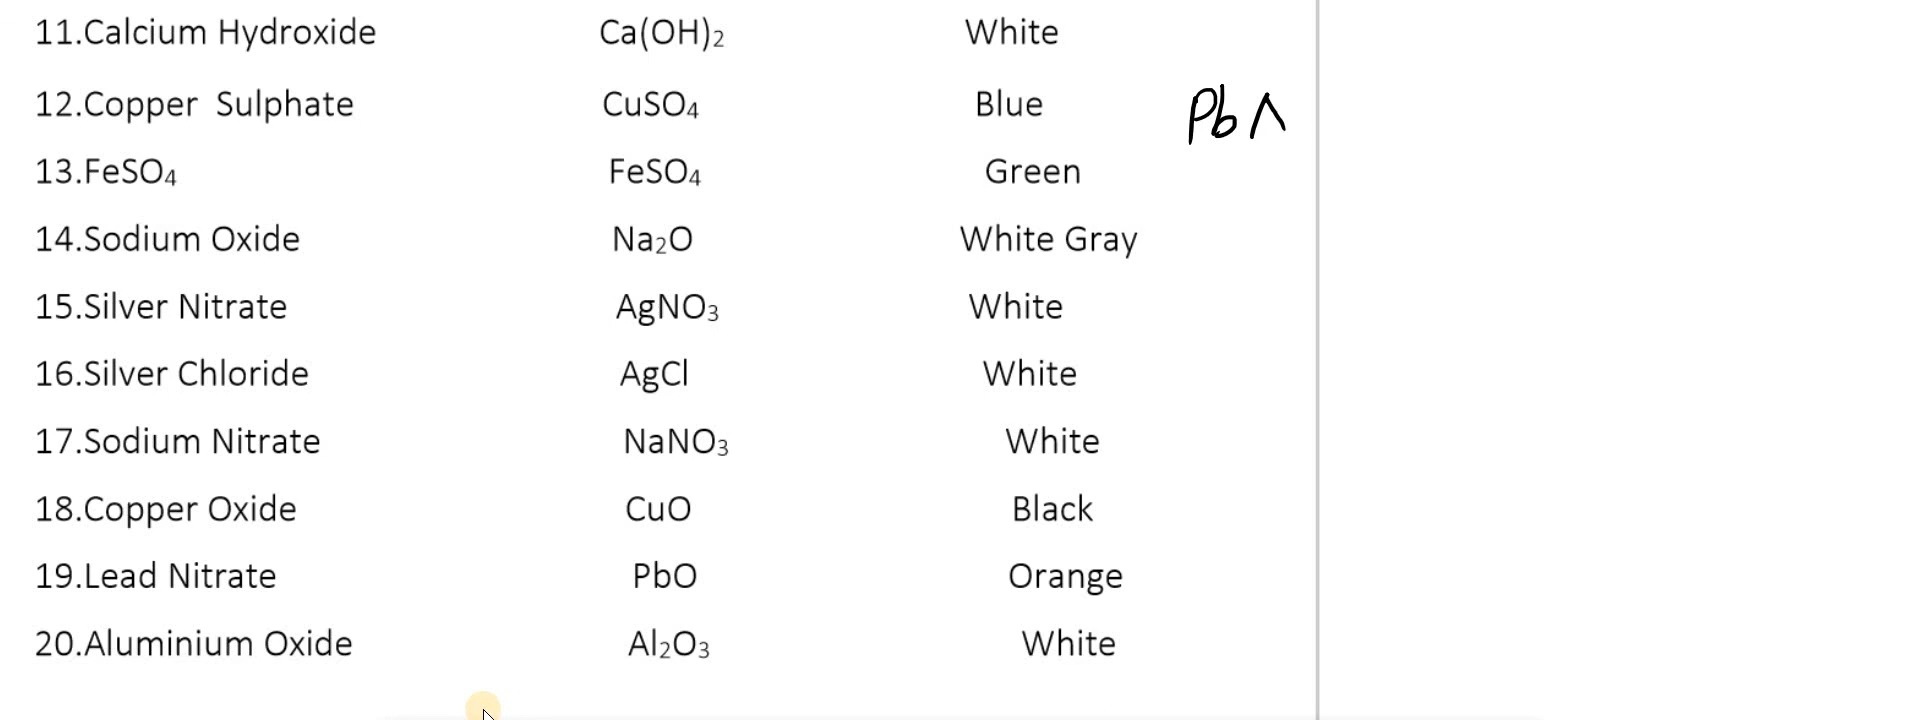 11.Calcium Hydroxide Ca(OH)₂ White
12.Copper Sulphate CuSO₄ Blue
Pb
13.FeSO₄ FeSO₄ Green
14.Sodium Oxide Na₂O White Gray
15.Silver Nitrate AgNO₃ White
16.Silver Chloride AgCl White
17.Sodium Nitrate NaNO₃ White
18.Copper Oxide CuO Black
19.Lead Nitrate PbO Orange
20.Aluminium Oxide Al₂O₃ White